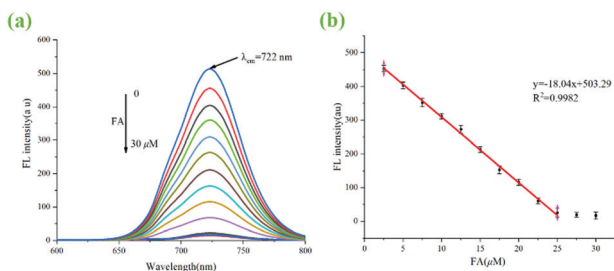 (a)
600
500
400
300
200
100
0
FL intensity(a u)
600
650
700
750
800
Wavelength(nm)
λem=722 nm
0
FA
30 μM
(b)
500
400
300
200
100
0
FL intensity(au)
0
5
10
15
20
25
30
FA(μM)
y=-18.04x+503.29
R²=0.9982